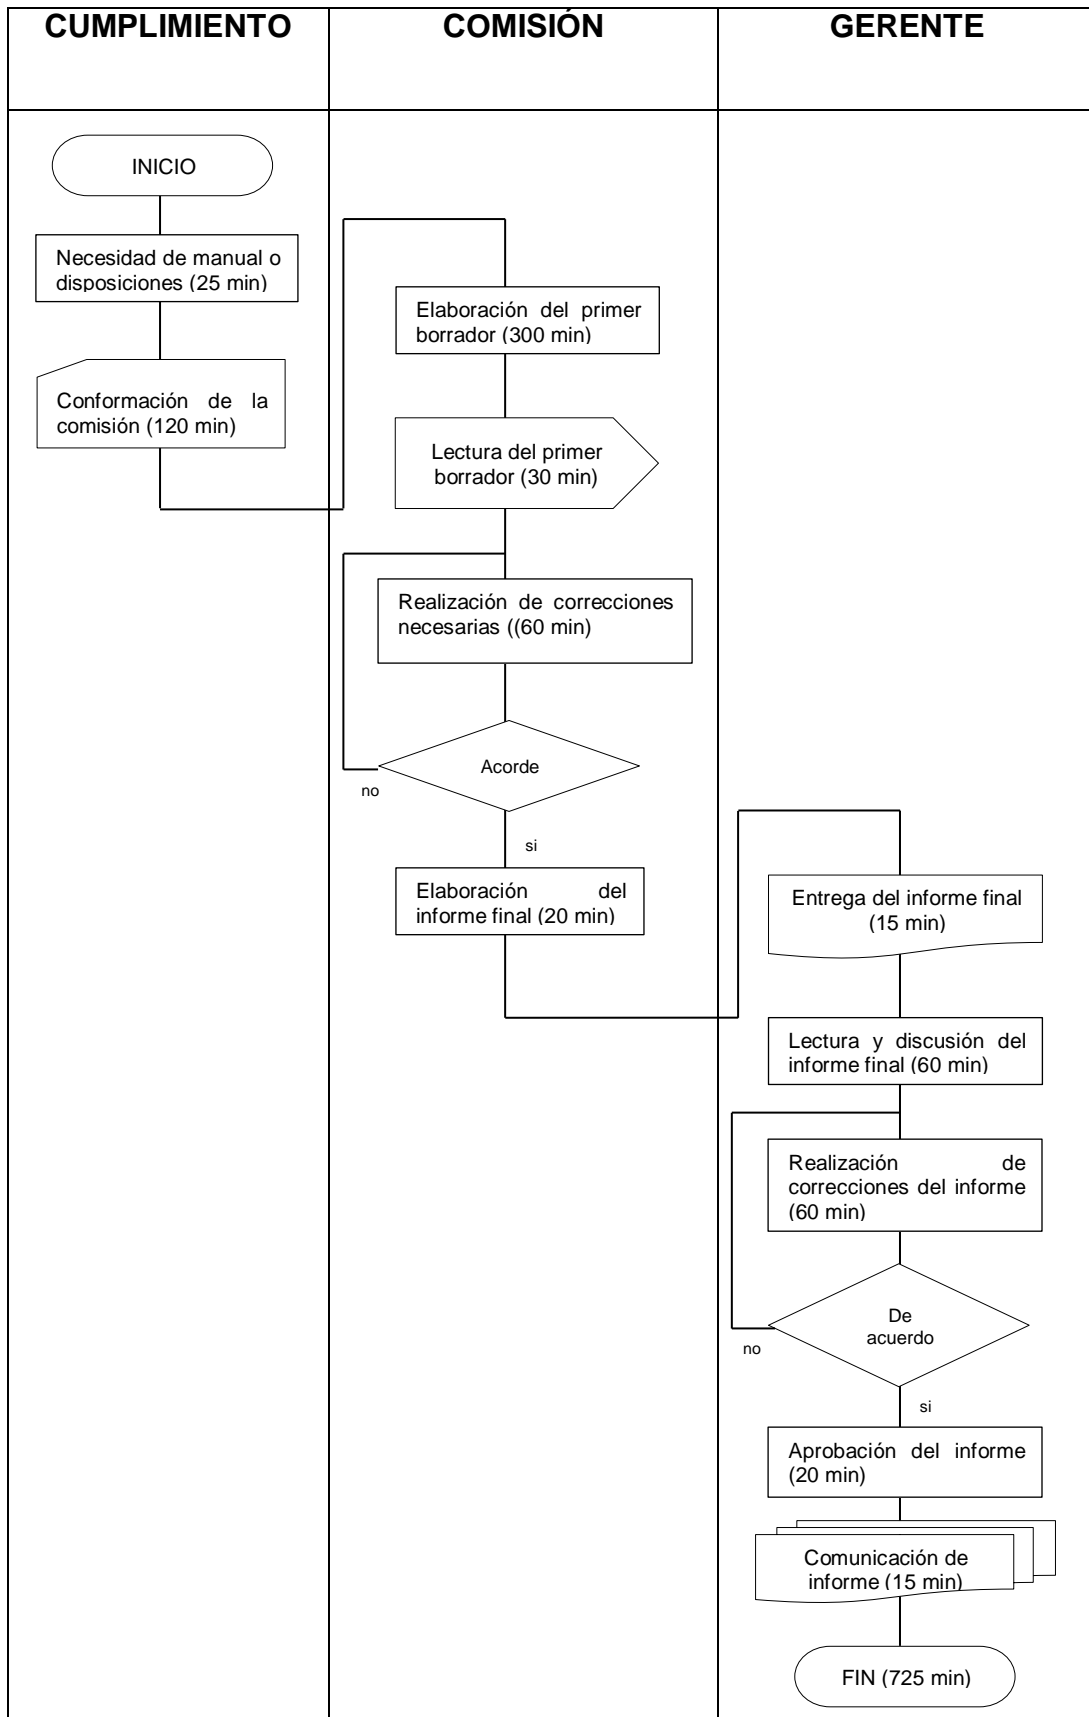 CUMPLIMIENTO
COMISIÓN
GERENTE
INICIO
Necesidad de manual o
disposiciones (25 min)
Conformación de la
comisión (120 min)
Elaboración del primer
borrador (300 min)
Lectura del primer
borrador (30 min)
Realización de correcciones
necesarias ((60 min)
Acorde
no
si
Elaboración del
informe final (20 min)
Entrega del informe final
(15 min)
Lectura y discusión del
informe final (60 min)
Realización de
correcciones del informe
(60 min)
De
acuerdo
no
si
Aprobación del informe
(20 min)
Comunicación de
informe (15 min)
FIN (725 min)